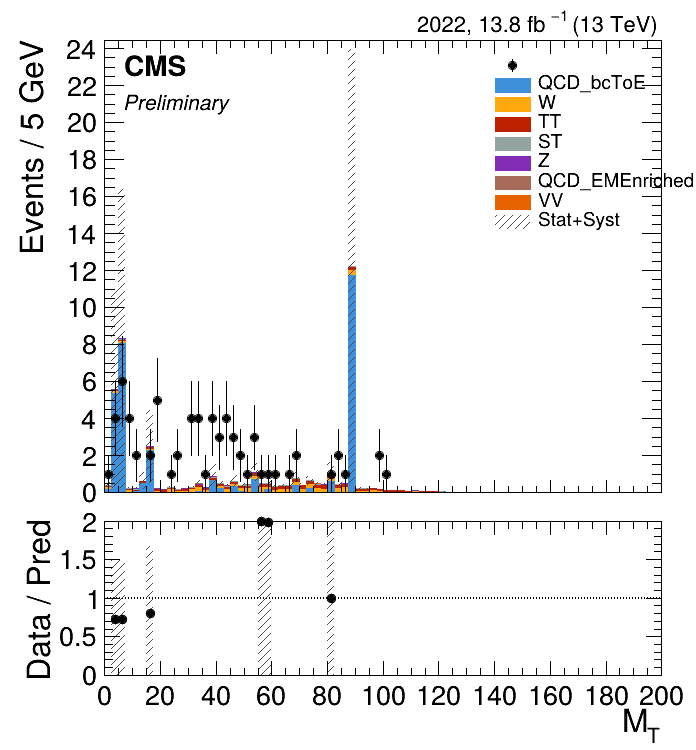 2022, 13.8 fb⁻¹ (13 TeV)
CMS
Preliminary
Events / 5 GeV
24
22
20
18
16
14
12
10
8
6
4
2
0
QCD_bcToE
W
TT
ST
Z
QCD_EMEnriched
VV
Stat+Syst
Data / Pred
2
1.5
1
0.5
0
0 20 40 60 80 100 120 140 160 180 200
M_T